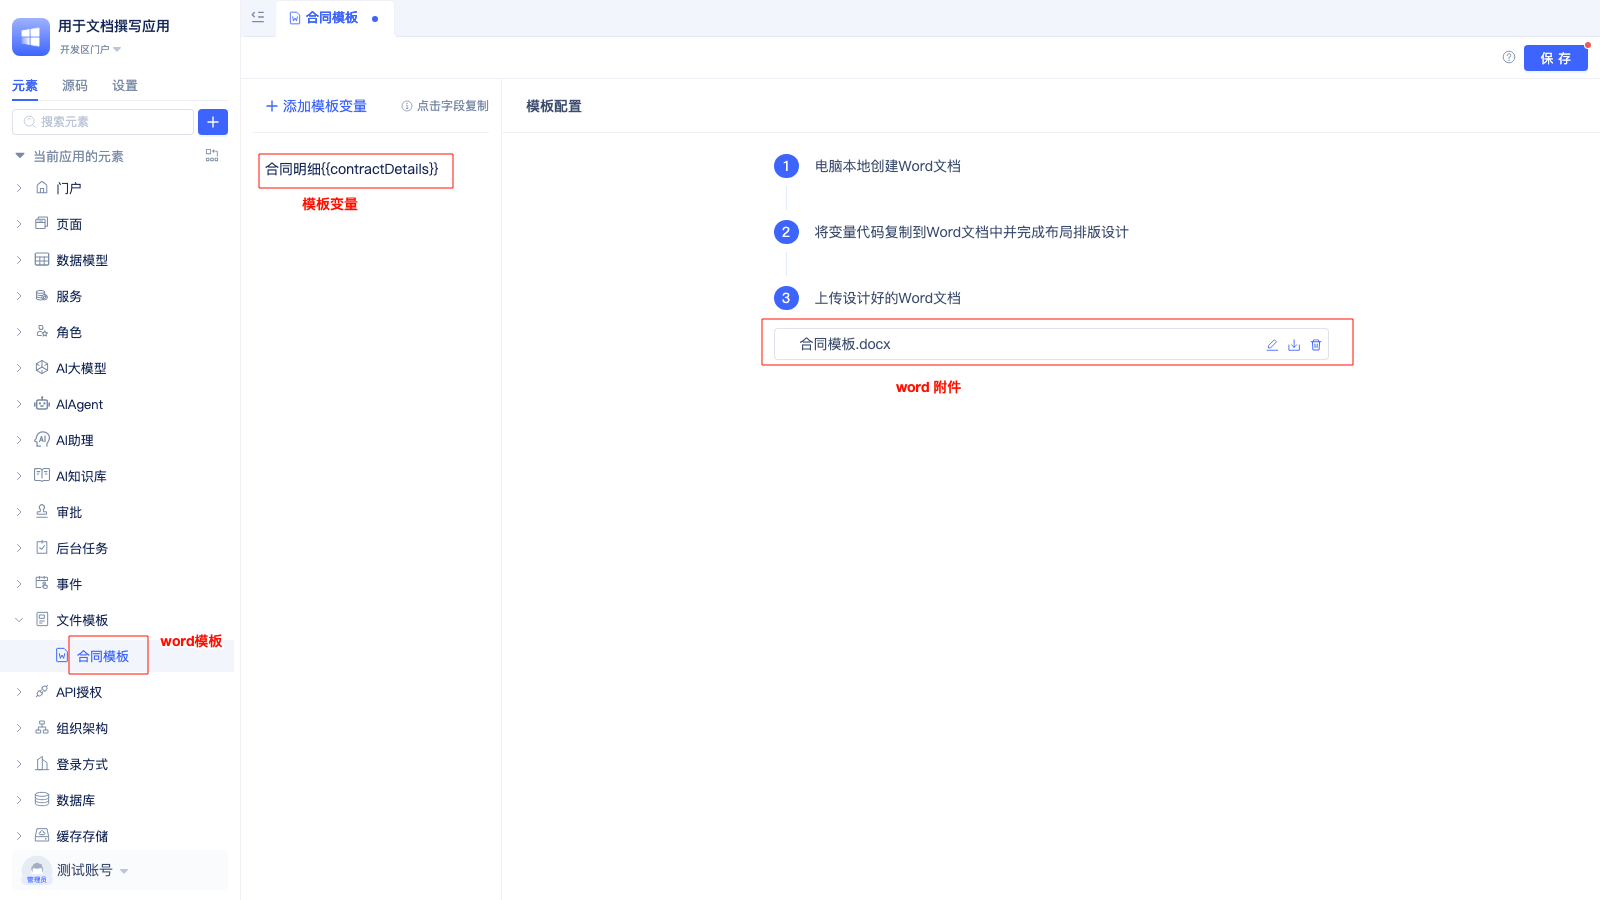 用于文档撰写应用
开发区门户
元素 源码 设置
搜索元素
当前应用的元素
门户
页面
数据模型
服务
角色
AI大模型
AIAgent
AI助理
AI知识库
审批
后台任务
事件
文件模板
合同模板
word模板
API授权
组织架构
登录方式
数据库
缓存存储
管理员
测试账号
合同模板
保 存
添加模板变量
点击字段复制
合同明细{{contractDetails}}
模板变量
模板配置
1 电脑本地创建Word文档
2 将变量代码复制到Word文档中并完成布局排版设计
3 上传设计好的Word文档
合同模板.docx
word 附件